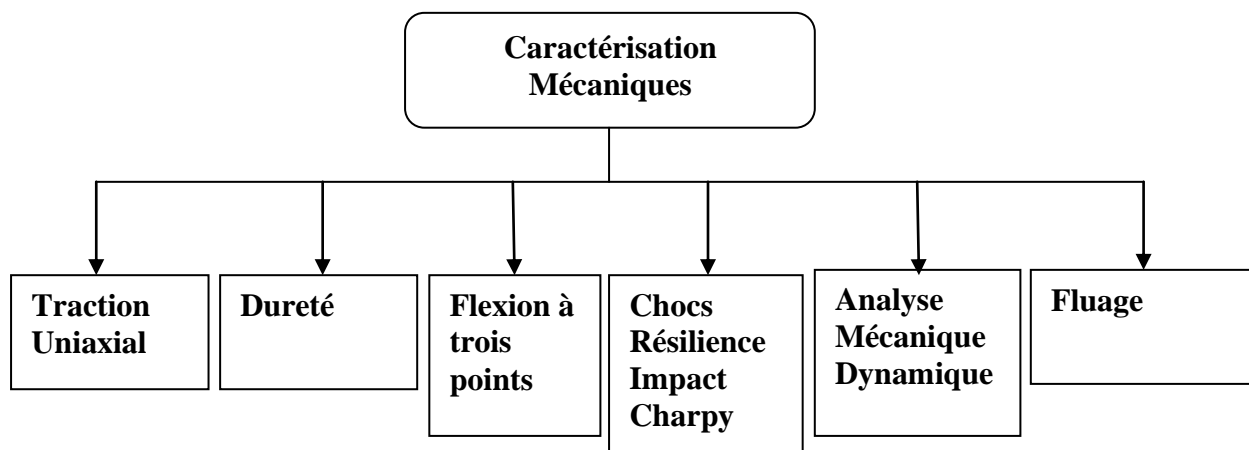 Caractérisation
Mécaniques
Traction
Uniaxial
Dureté
Flexion à
trois
points
Chocs
Résilience
Impact
Charpy
Analyse
Mécanique
Dynamique
Fluage